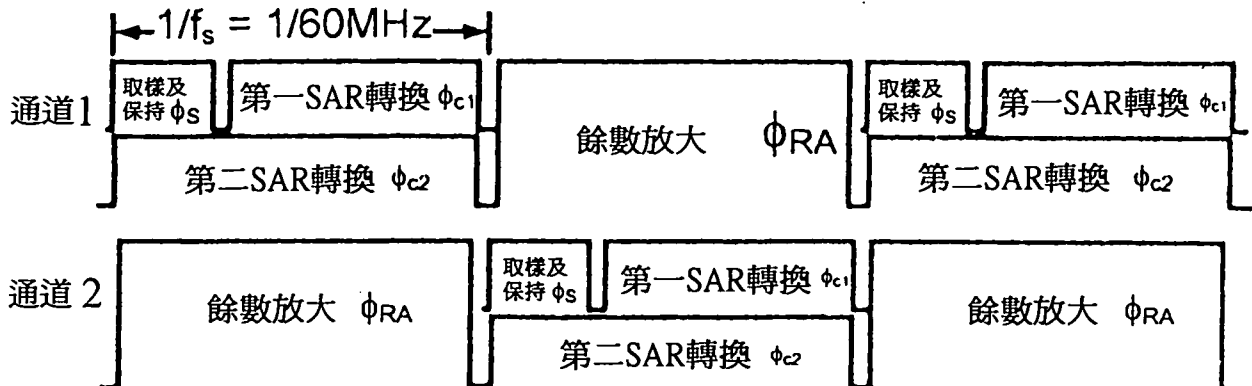 1/fs = 1/60MHz
通道1
取樣及
保持 ϕS
第一SAR轉換 ϕc1
第二SAR轉換 ϕc2
餘數放大 ϕRA
取樣及
保持 ϕs
第一SAR轉換 ϕc1
第二SAR轉換 ϕc2
通道2
餘數放大 ϕRA
取樣及
保持 ϕs
第一SAR轉換 ϕc1
第二SAR轉換 ϕc2
餘數放大 ϕRA